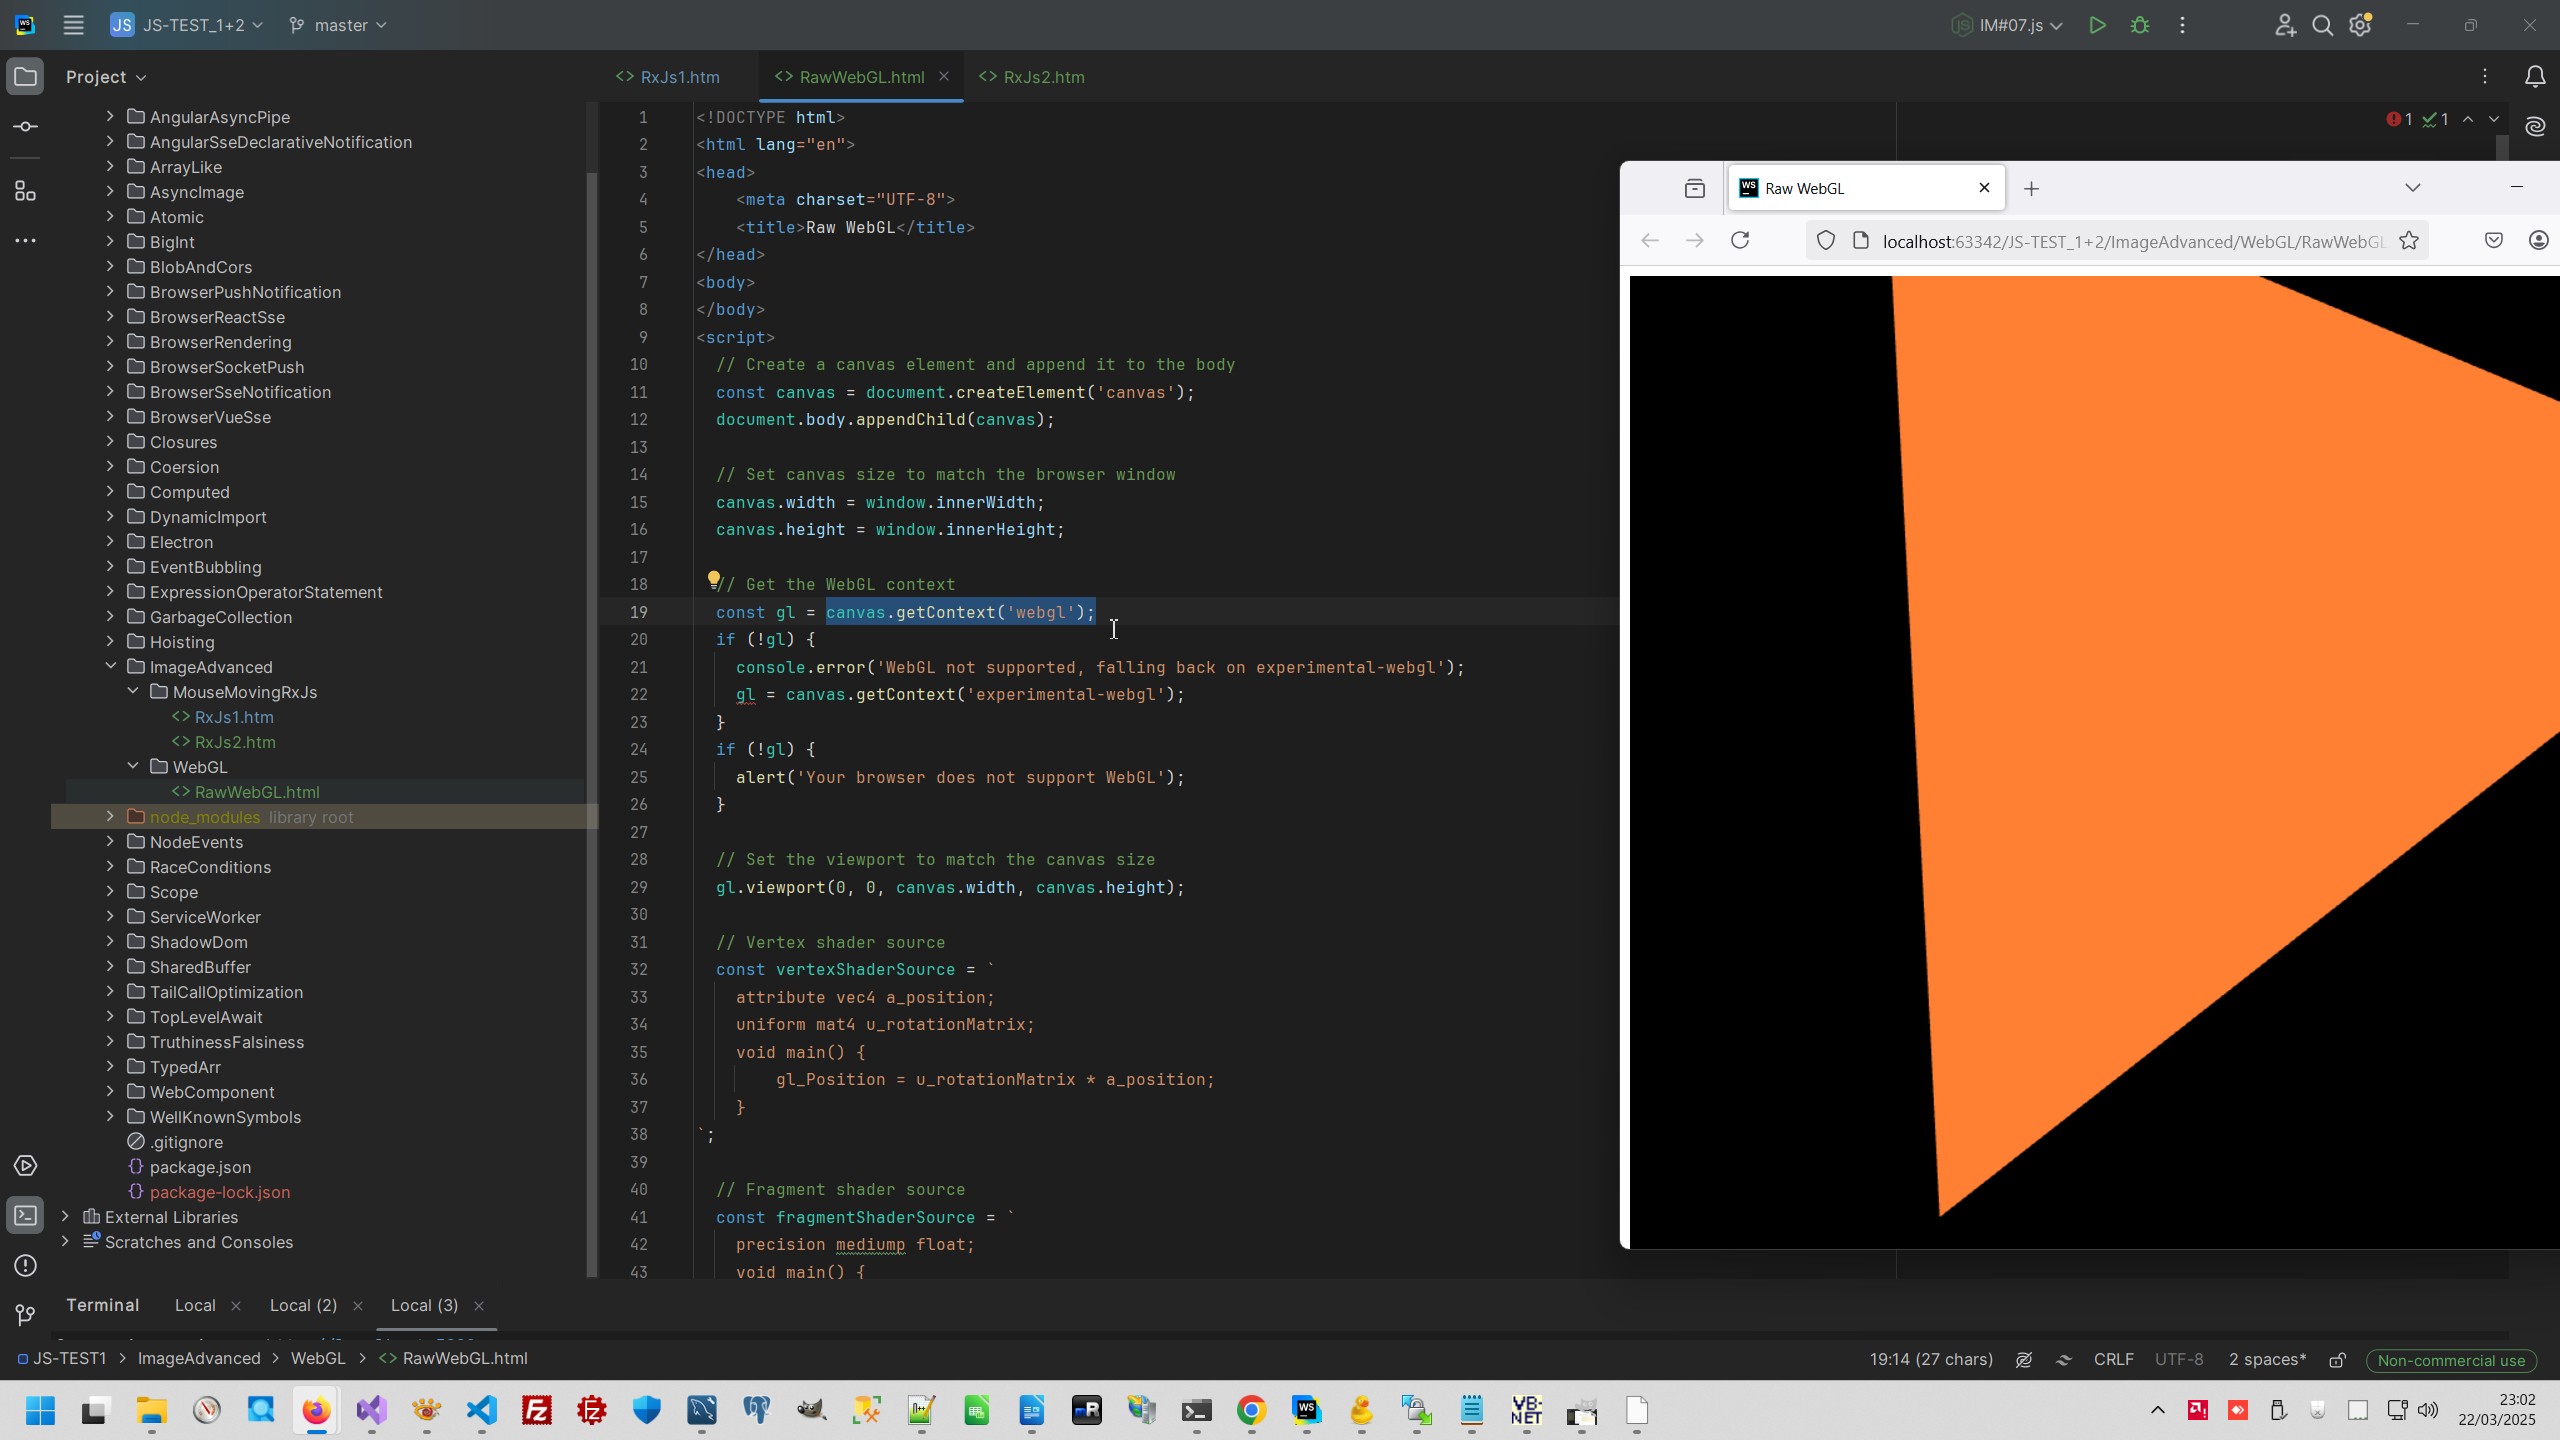 JS JS-TEST_1+2 master IM#07.js
Project
RxJs1.htm RawWebGL.html RxJs2.htm
AngularAsyncPipe
AngularSseDeclarativeNotification
ArrayLike
AsyncImage
Atomic
BigInt
BlobAndCors
BrowserPushNotification
BrowserReactSse
BrowserRendering
BrowserSocketPush
BrowserSseNotification
BrowserVueSse
Closures
Coersion
Computed
DynamicImport
Electron
EventBubbling
ExpressionOperatorStatement
GarbageCollection
Hoisting
ImageAdvanced
MouseMovingRxJs
RxJs1.htm
RxJs2.htm
WebGL
RawWebGL.html
node_modules library root
NodeEvents
RaceConditions
Scope
ServiceWorker
ShadowDom
SharedBuffer
TailCallOptimization
TopLevelAwait
TruthinessFalsiness
TypedArr
WebComponent
WellKnownSymbols
.gitignore
package.json
package-lock.json
External Libraries
Scratches and Consoles
1 <!DOCTYPE html>
2 <html lang="en">
3 <head>
4 <meta charset="UTF-8">
5 <title>Raw WebGL</title>
6 </head>
7 <body>
8 </body>
9 <script>
10 // Create a canvas element and append it to the body
11 const canvas = document.createElement('canvas');
12 document.body.appendChild(canvas);
13
14 // Set canvas size to match the browser window
15 canvas.width = window.innerWidth;
16 canvas.height = window.innerHeight;
17
18 // Get the WebGL context
19 const gl = canvas.getContext('webgl');
20 if (!gl) {
21 console.error('WebGL not supported, falling back on experimental-webgl');
22 gl = canvas.getContext('experimental-webgl');
23 }
24 if (!gl) {
25 alert('Your browser does not support WebGL');
26 }
27
28 // Set the viewport to match the canvas size
29 gl.viewport(0, 0, canvas.width, canvas.height);
30
31 // Vertex shader source
32 const vertexShaderSource = `
33 attribute vec4 a_position;
34 uniform mat4 u_rotationMatrix;
35 void main() {
36 gl_Position = u_rotationMatrix * a_position;
37 }
38 `;
39
40 // Fragment shader source
41 const fragmentShaderSource = `
42 precision mediump float;
43 void main() {
1 1
Raw WebGL
localhost:63342/JS-TEST_1+2/ImageAdvanced/WebGL/RawWebGL
Terminal Local Local (2) Local (3)
JS-TEST1 > ImageAdvanced > WebGL > RawWebGL.html
19:14 (27 chars) CRLF UTF-8 2 spaces* Non-commercial use
23:02
22/03/2025